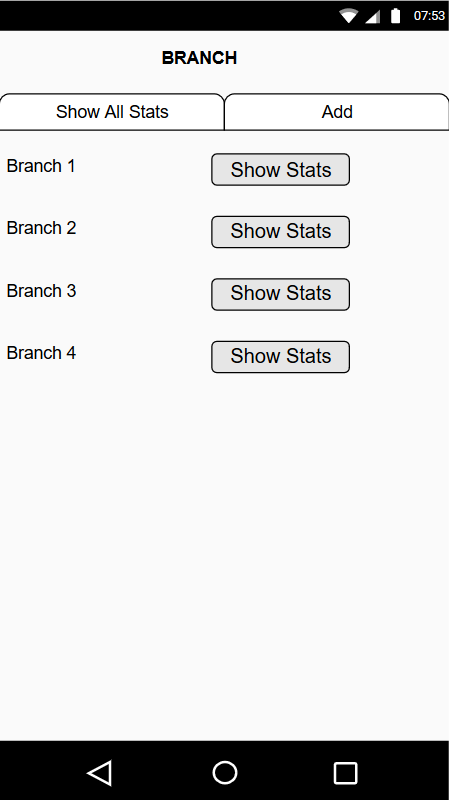 07:53
BRANCH
Show All Stats Add
Branch 1 Show Stats
Branch 2 Show Stats
Branch 3 Show Stats
Branch 4 Show Stats